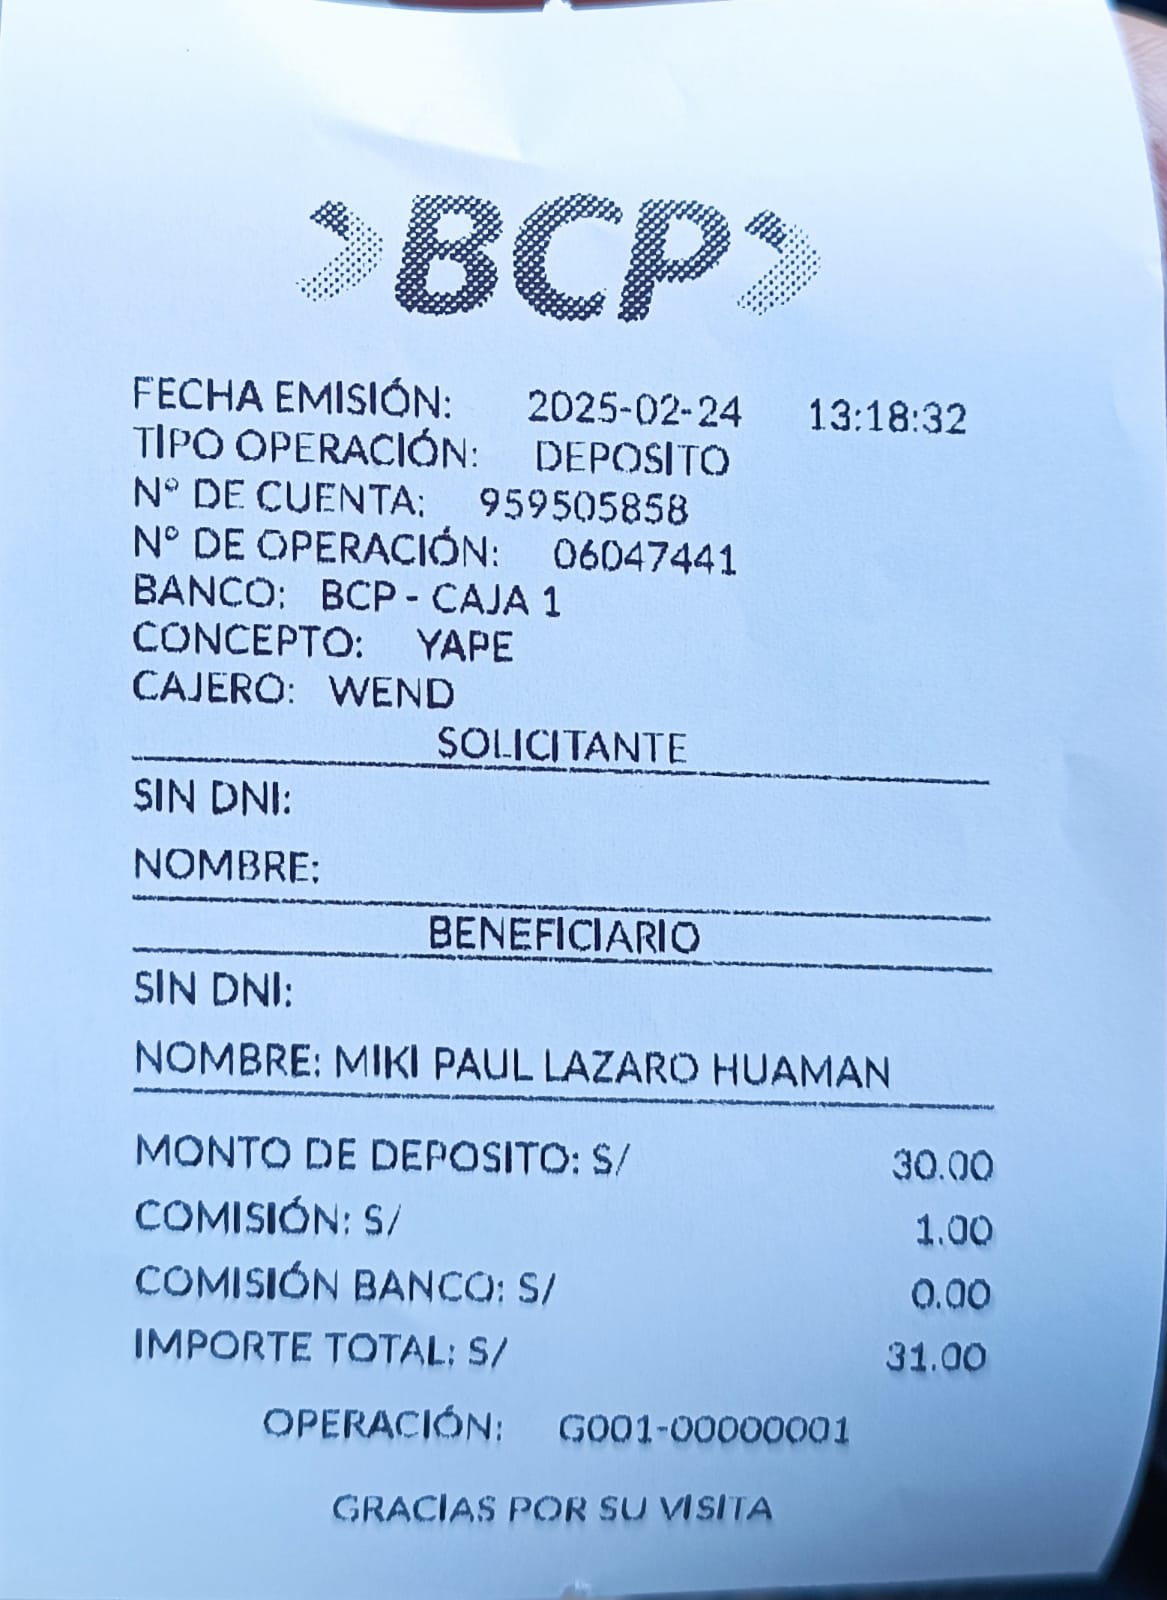 BCP
FECHA EMISIÓN: 2025-02-24 13:18:32
TIPO OPERACIÓN: DEPOSITO
N° DE CUENTA: 959505858
N° DE OPERACIÓN: 06047441
BANCO: BCP - CAJA 1
CONCEPTO: YAPE
CAJERO: WEND
SOLICITANTE
SIN DNI:
NOMBRE:
BENEFICIARIO
SIN DNI:
NOMBRE: MIKI PAUL LAZARO HUAMAN
MONTO DE DEPOSITO: S/ 30.00
COMISIÓN: S/ 1.00
COMISIÓN BANCO: S/ 0.00
IMPORTE TOTAL: S/ 31.00
OPERACIÓN: G001-00000001
GRACIAS POR SU VISITA